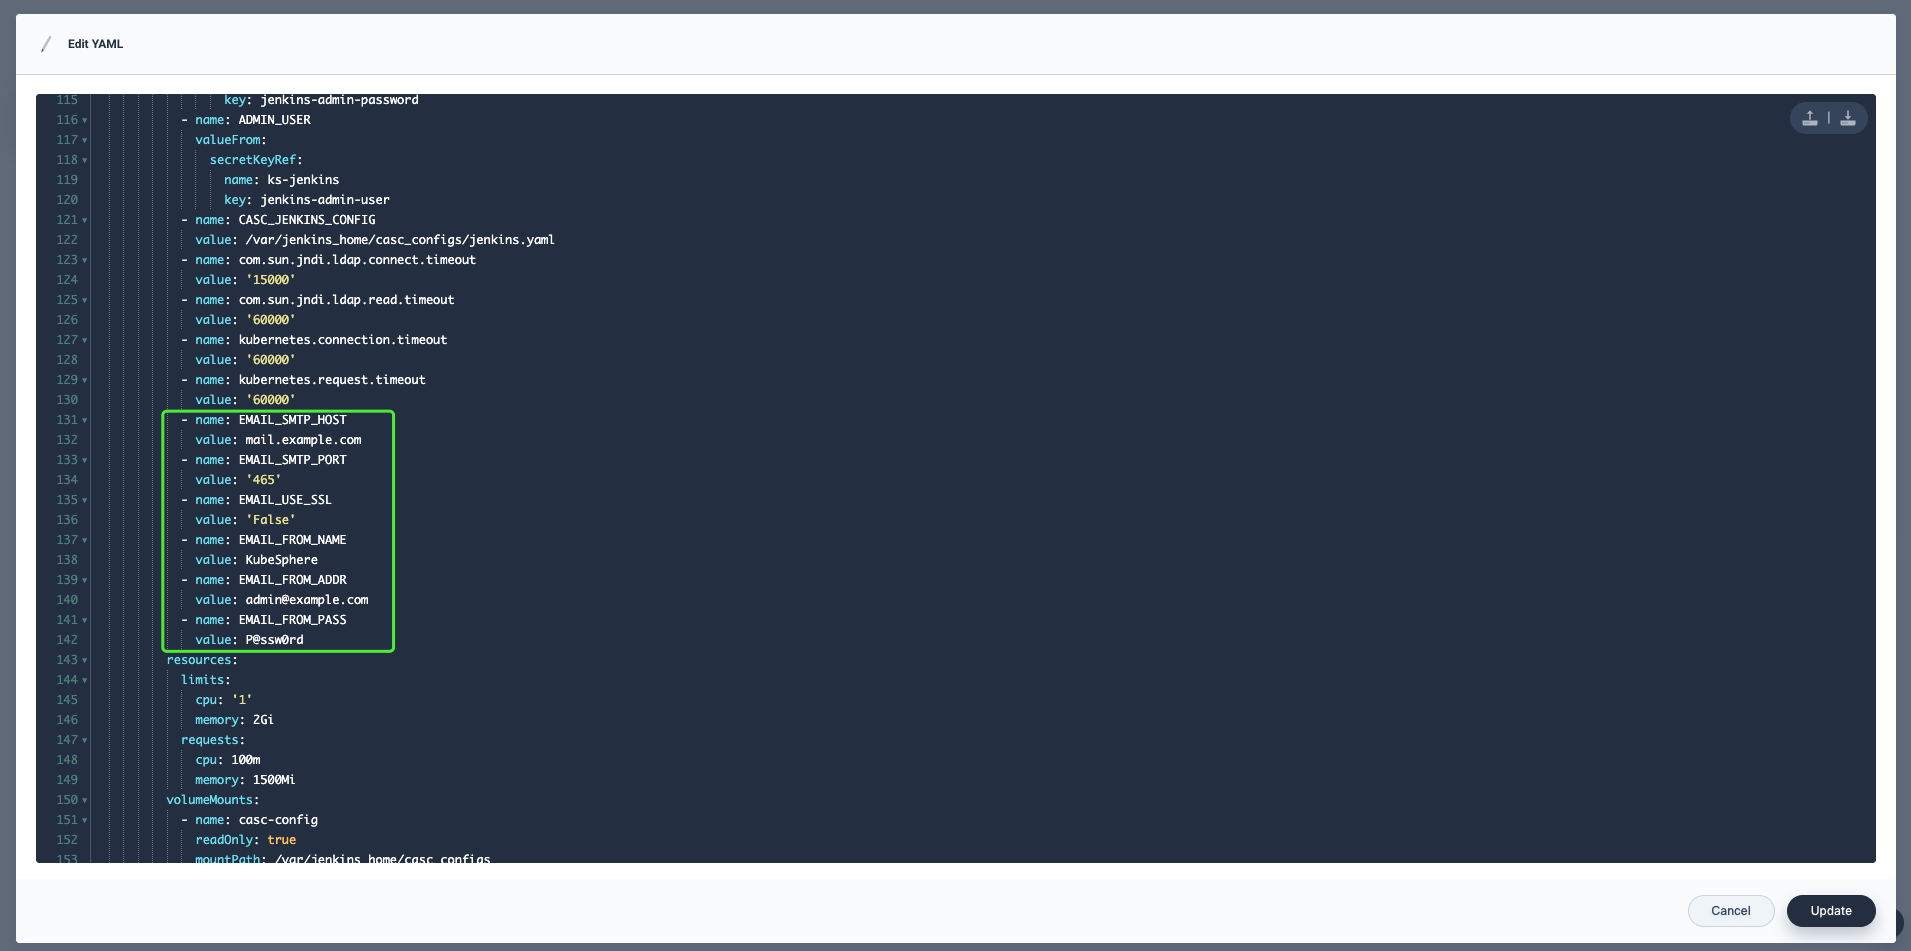 Edit YAML
115 key: jenkins-admin-password
116 - name: ADMIN_USER
117 valueFrom:
118 secretKeyRef:
119 name: ks-jenkins
120 key: jenkins-admin-user
121 - name: CASC_JENKINS_CONFIG
122 value: /var/jenkins_home/casc_configs/jenkins.yaml
123 - name: com.sun.jndi.ldap.connect.timeout
124 value: '15000'
125 - name: com.sun.jndi.ldap.read.timeout
126 value: '60000'
127 - name: kubernetes.connection.timeout
128 value: '60000'
129 - name: kubernetes.request.timeout
130 value: '60000'
131 - name: EMAIL_SMTP_HOST
132 value: mail.example.com
133 - name: EMAIL_SMTP_PORT
134 value: '465'
135 - name: EMAIL_USE_SSL
136 value: 'False'
137 - name: EMAIL_FROM_NAME
138 value: KubeSphere
139 - name: EMAIL_FROM_ADDR
140 value: admin@example.com
141 - name: EMAIL_FROM_PASS
142 value: P@ssw0rd
143 resources:
144 limits:
145 cpu: '1'
146 memory: 2Gi
147 requests:
148 cpu: 100m
149 memory: 1500Mi
150 volumeMounts:
151 - name: casc-config
152 readOnly: true
153 mountPath: /var/jenkins_home/casc_configs
Cancel
Update